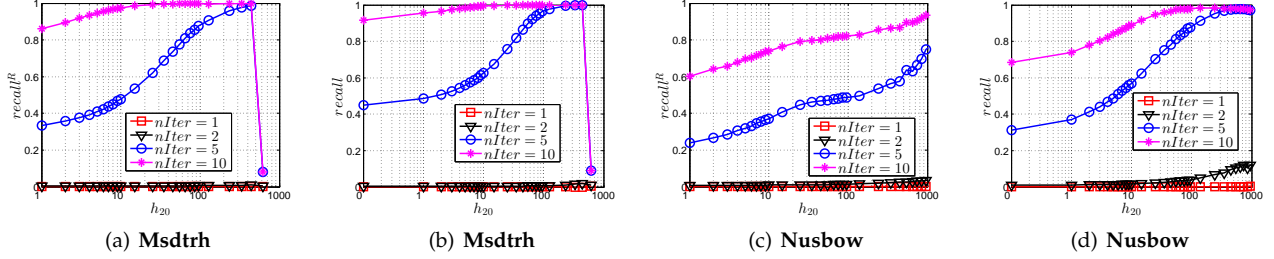 1
0.8
0.6
0.4
0.2
0
recall^R
nIter = 1
nIter = 2
nIter = 5
nIter = 10
1 10 100 1000
h_20
(a) Msdtrh
1
0.8
0.6
0.4
0.2
0
recall
nIter = 1
nIter = 2
nIter = 5
nIter = 10
0 1 10 100 1000
h_20
(b) Msdtrh
1
0.8
0.6
0.4
0.2
0
recall^R
nIter = 1
nIter = 2
nIter = 5
nIter = 10
1 10 100 1000
h_20
(c) Nusbow
1
0.8
0.6
0.4
0.2
0
recall
nIter = 1
nIter = 2
nIter = 5
nIter = 10
0 1 10 100 1000
h_20
(d) Nusbow